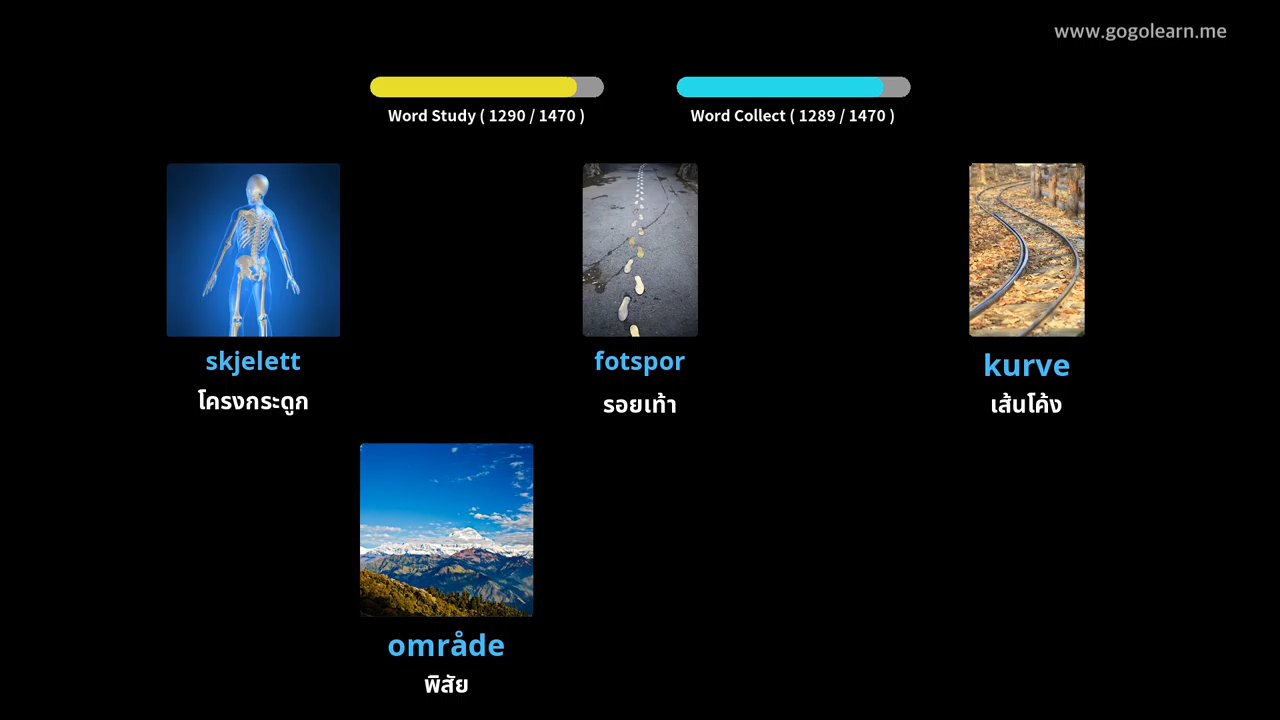 www.gogolearn.me
Word Study ( 1290 / 1470 )
Word Collect ( 1289 / 1470 )
skjelett
โครงกระดูก
fotspor
รอยเท้า
kurve
เส้นโค้ง
område
พิสัย